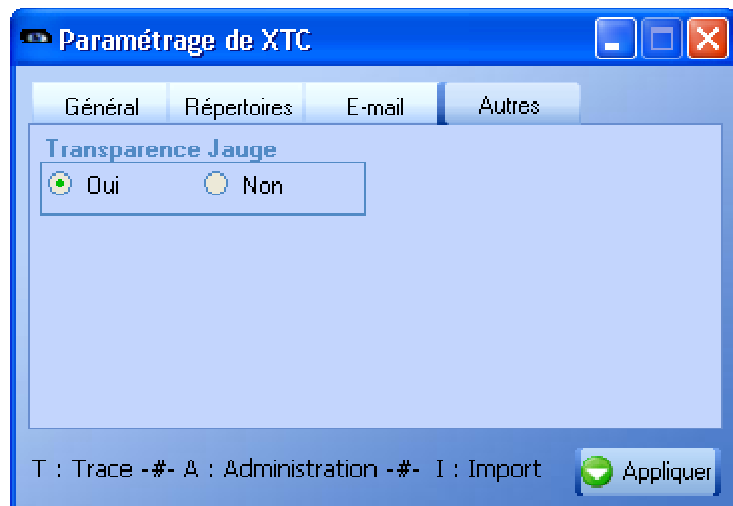 Paramétrage de XTC
Général Répertoires E-mail Autres
Transparence Jauge
Oui Non
T : Trace -#- A : Administration -#- I : Import Appliquer